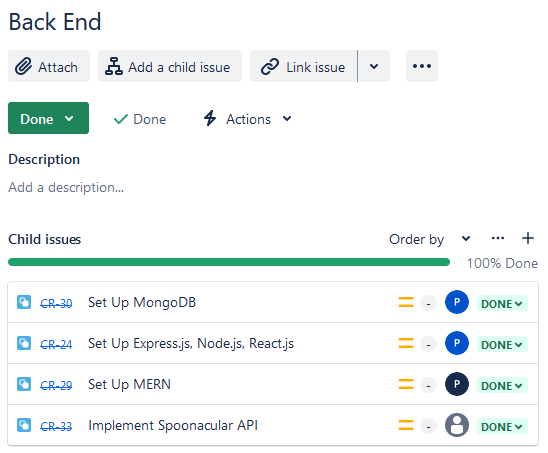 Back End
Attach Add a child issue Link issue
Done Done Actions
Description
Add a description...
Child issues Order by
100% Done
CR-30 Set Up MongoDB - P DONE
CR-24 Set Up Express.js, Node.js, React.js - P DONE
CR-29 Set Up MERN - P DONE
CR-33 Implement Spoonacular API - DONE